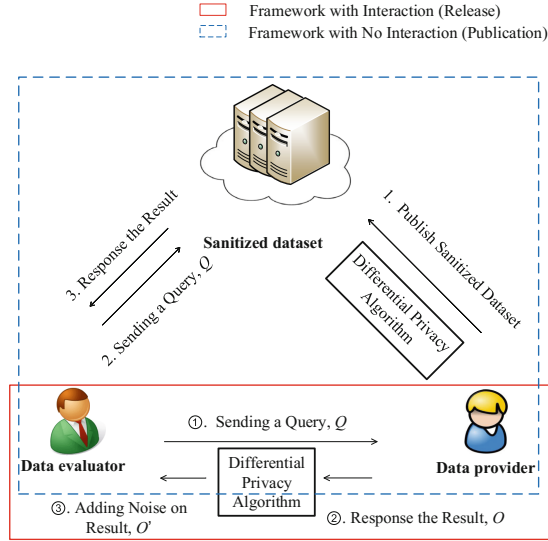 Framework with Interaction (Release)
Framework with No Interaction (Publication)
Sanitized dataset
1. Publish Sanitized Dataset
Differential Privacy
Algorithm
3. Response the Result
2. Sending a Query, Q
①. Sending a Query, Q
Data evaluator
Data provider
Differential
Privacy
Algorithm
③. Adding Noise on
Result, O'
②. Response the Result, O